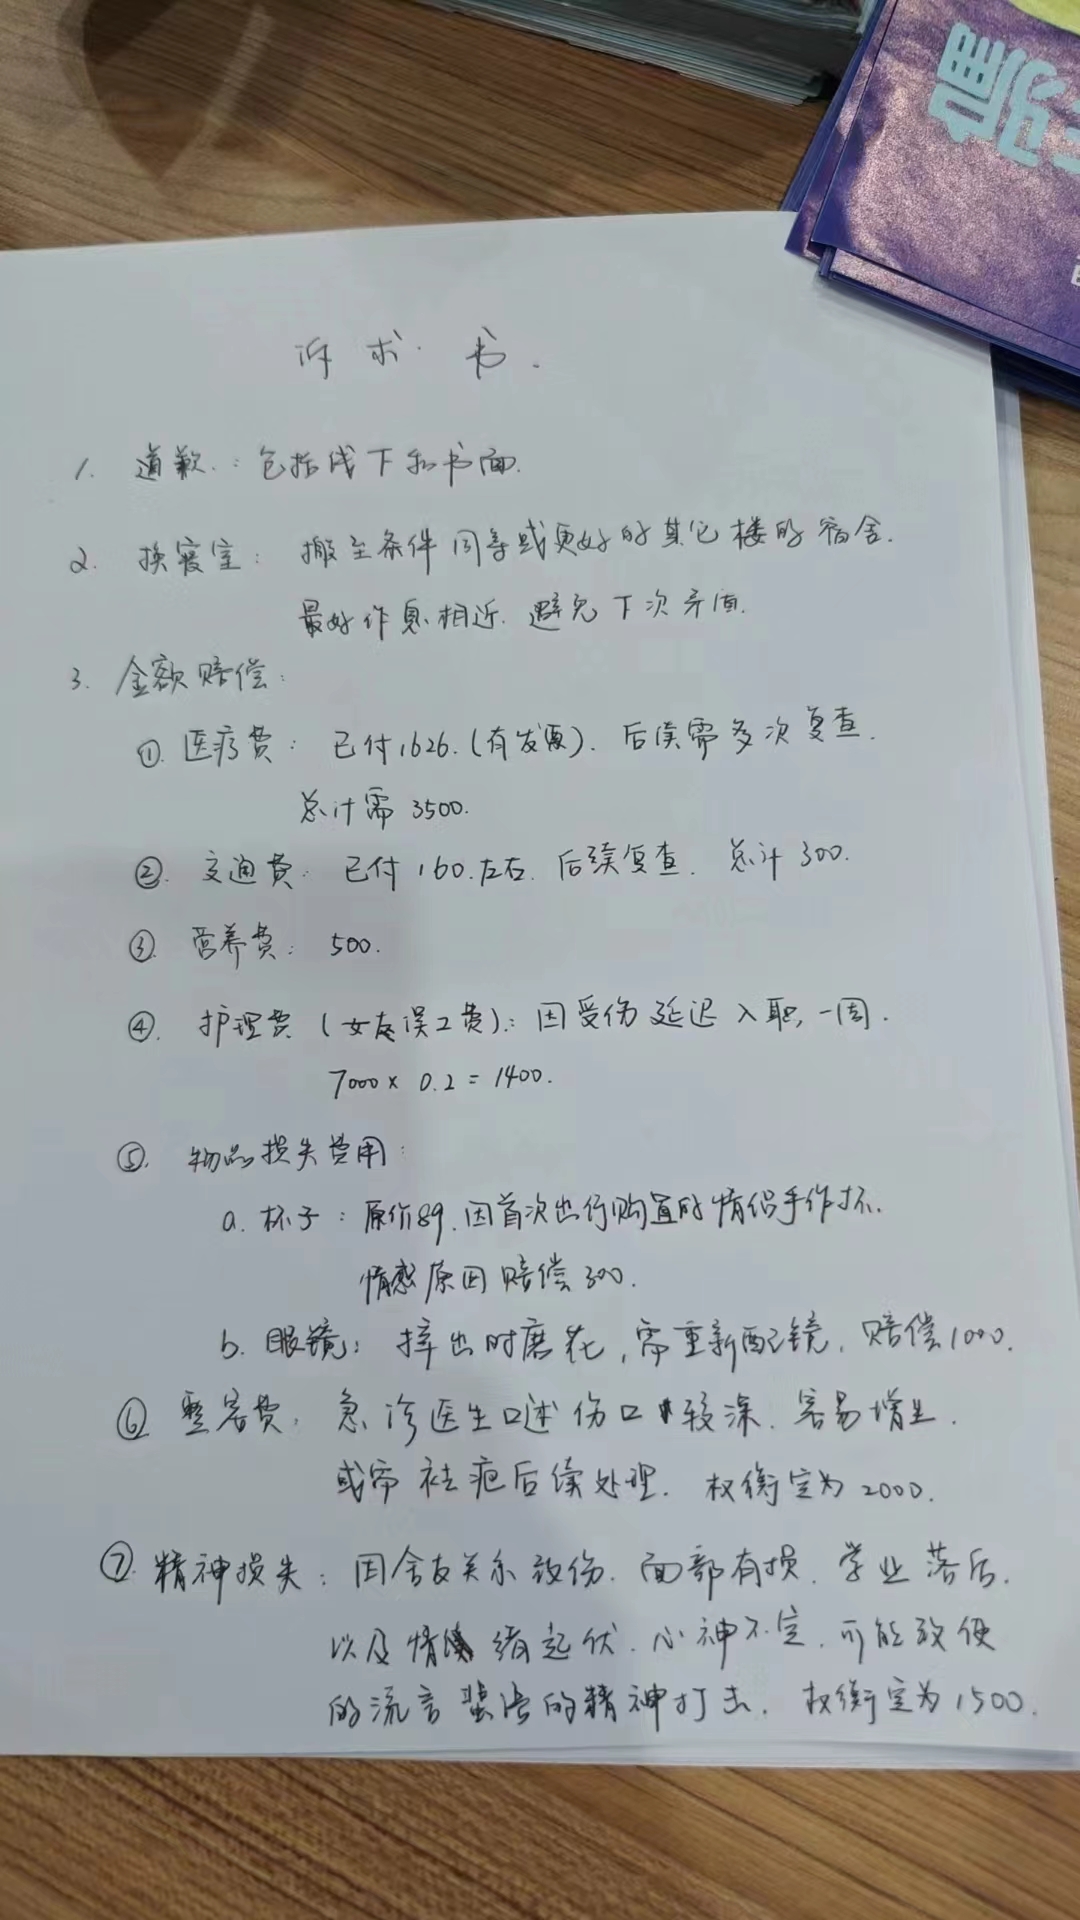 诉求书.
1. 道歉.：包括线下和书面.
2. 换寝室：搬至条件同等或更好的其它楼的宿舍.
最好作息相近.避免下次矛盾.
3. 金额赔偿：
①.医疗费：已付1626.(有发票).后续需多次复查.
总计需3500.
②.交通费：已付160.左右.后续复查.总计300.
③.营养费：500.
④.护理费(女友误工费).：因受伤延迟入职,一周.
7000×0.2=1400.
⑤.物品损失费用：
a.杯子：原价89.因首次出行购置的情侣手作杯.
情感原因赔偿300.
b.眼镜：摔出时磨花,需重新配镜,赔偿1000.
⑥整容费,急诊医生口述伤口较深.容易增生.
或需祛疤后续处理.权衡定为2000.
⑦.精神损失：因舍友关系致伤.面部有损.学业落后.
以及情绪起伏.心神不定.可能致使
的流言蜚语的精神打击.权衡定为1500.